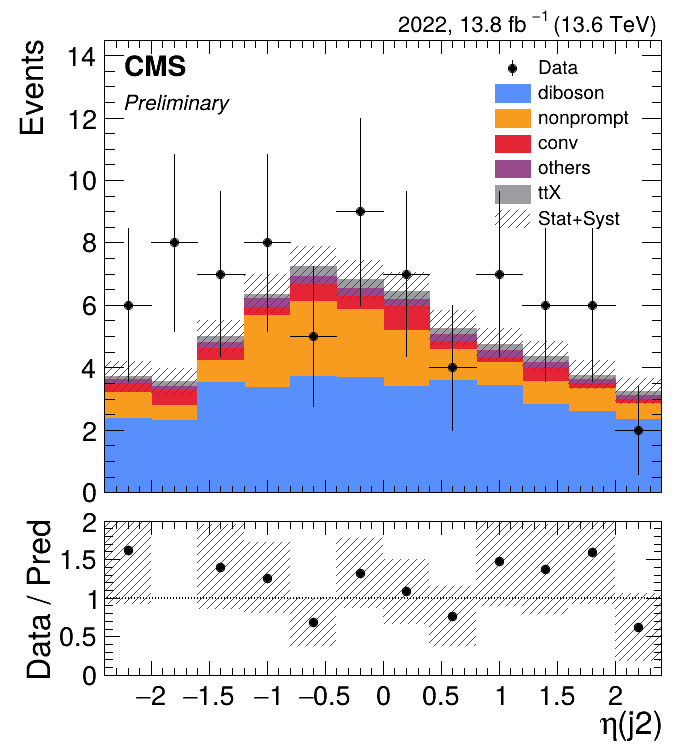 2022, 13.8 fb⁻¹ (13.6 TeV)
CMS
Preliminary
Data
diboson
nonprompt
conv
others
ttX
Stat+Syst
Events
14
12
10
8
6
4
2
0
Data / Pred
2
1.5
1
0.5
0
−2 −1.5 −1 −0.5 0 0.5 1 1.5 2
η(j2)